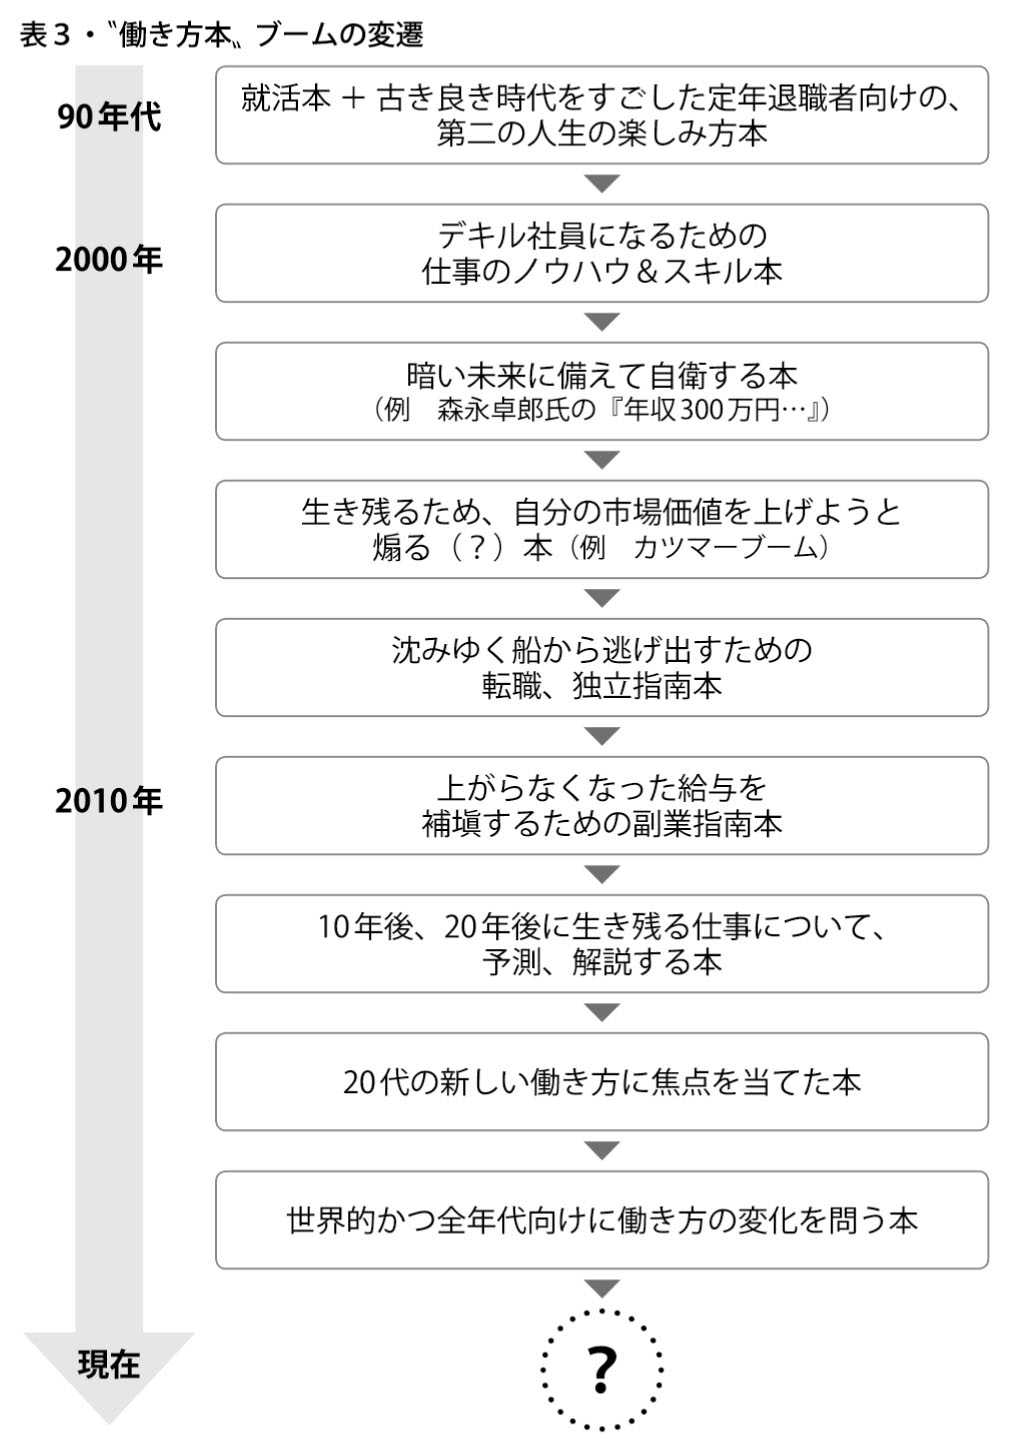 表3・〝働き方本〟ブームの変遷
90年代
就活本＋古き良き時代をすごした定年退職者向けの、
第二の人生の楽しみ方本
2000年
デキル社員になるための
仕事のノウハウ＆スキル本
暗い未来に備えて自衛する本
（例　森永卓郎氏の『年収300万円…』）
生き残るため、自分の市場価値を上げようと
煽る（？）本（例　カツマーブーム）
沈みゆく船から逃げ出すための
転職、独立指南本
2010年
上がらなくなった給与を
補塡するための副業指南本
10年後、20年後に生き残る仕事について、
予測、解説する本
20代の新しい働き方に焦点を当てた本
世界的かつ全年代向けに働き方の変化を問う本
現在
?